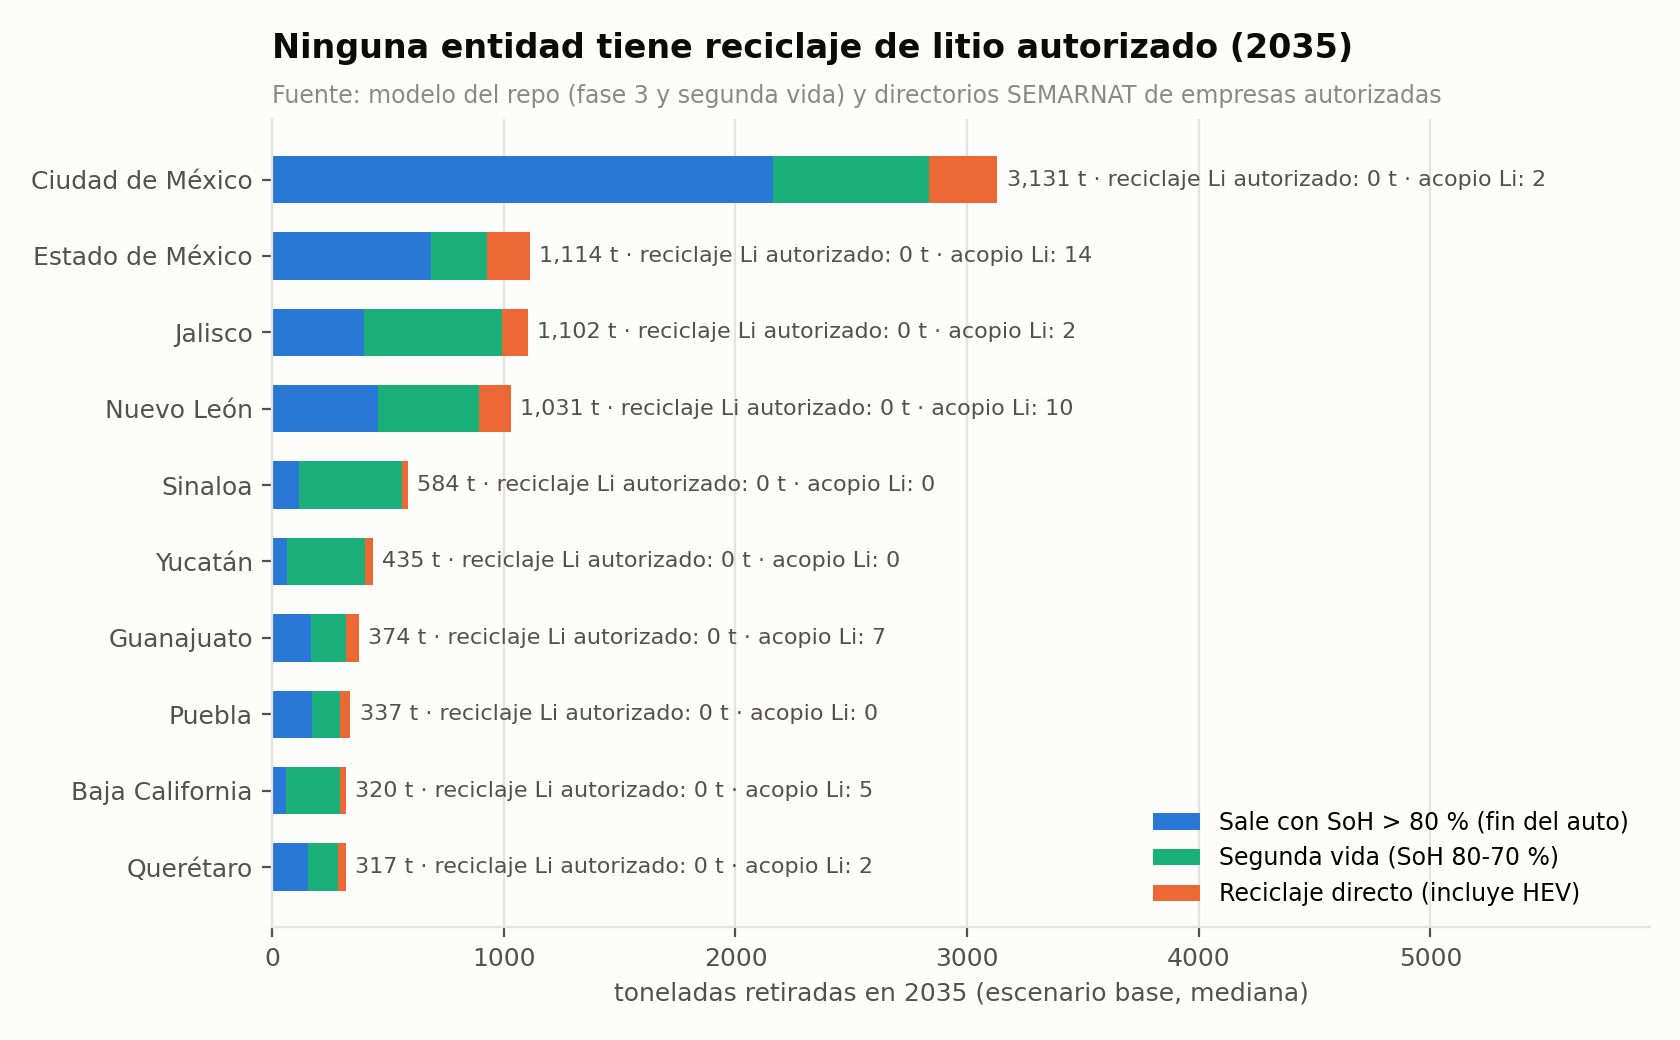 Ninguna entidad tiene reciclaje de litio autorizado (2035)
Fuente: modelo del repo (fase 3 y segunda vida) y directorios SEMARNAT de empresas autorizadas
Ciudad de México 3,131 t · reciclaje Li autorizado: 0 t · acopio Li: 2
Estado de México 1,114 t · reciclaje Li autorizado: 0 t · acopio Li: 14
Jalisco 1,102 t · reciclaje Li autorizado: 0 t · acopio Li: 2
Nuevo León 1,031 t · reciclaje Li autorizado: 0 t · acopio Li: 10
Sinaloa 584 t · reciclaje Li autorizado: 0 t · acopio Li: 0
Yucatán 435 t · reciclaje Li autorizado: 0 t · acopio Li: 0
Guanajuato 374 t · reciclaje Li autorizado: 0 t · acopio Li: 7
Puebla 337 t · reciclaje Li autorizado: 0 t · acopio Li: 0
Baja California 320 t · reciclaje Li autorizado: 0 t · acopio Li: 5
Querétaro 317 t · reciclaje Li autorizado: 0 t · acopio Li: 2
Sale con SoH > 80 % (fin del auto)
Segunda vida (SoH 80-70 %)
Reciclaje directo (incluye HEV)
0 1000 2000 3000 4000 5000
toneladas retiradas en 2035 (escenario base, mediana)